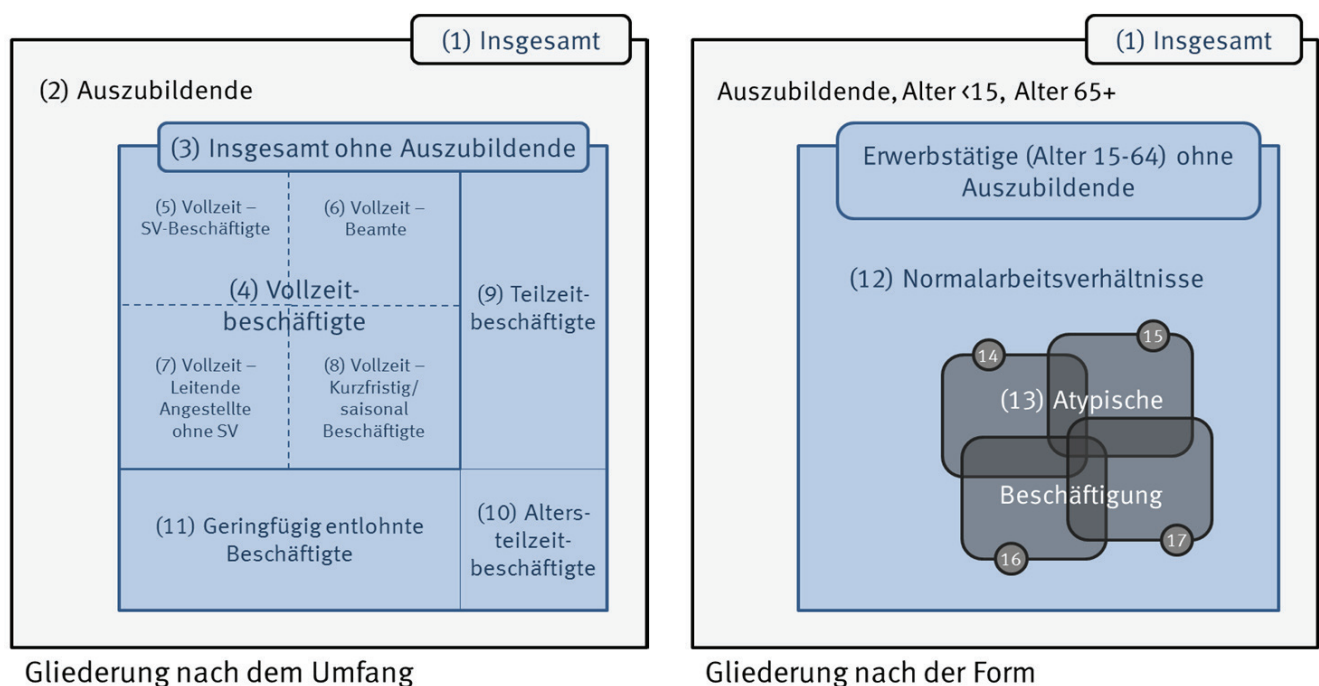 (1) Insgesamt
(2) Auszubildende
(3) Insgesamt ohne Auszubildende
(5) Vollzeit –
SV-Beschäftigte
(6) Vollzeit –
Beamte
(4) Vollzeit-
beschäftigte
(7) Vollzeit –
Leitende
Angestellte
ohne SV
(8) Vollzeit –
Kurzfristig/
saisonal
Beschäftigte
(9) Teilzeit-
beschäftigte
(11) Geringfügig entlohnte
Beschäftigte
(10) Alters-
teilzeit-
beschäftigte
Gliederung nach dem Umfang
(1) Insgesamt
Auszubildende, Alter <15, Alter 65+
Erwerbstätige (Alter 15-64) ohne
Auszubildende
(12) Normalarbeitsverhältnisse
14
15
(13) Atypische
Beschäftigung
16
17
Gliederung nach der Form